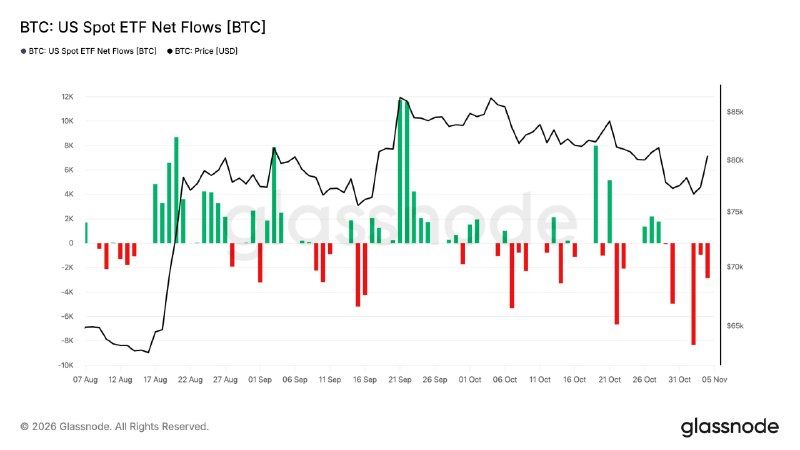 BTC: US Spot ETF Net Flows [BTC]
BTC: US Spot ETF Net Flows [BTC] BTC: Price [USD]
12K
10K
8K
6K
4K
2K
0
-2K
-4K
-6K
-8K
-10K
$85k
$80k
$75k
$70k
$65k
glassnode
07 Aug 12 Aug 17 Aug 22 Aug 27 Aug 01 Sep 06 Sep 11 Sep 16 Sep 21 Sep 26 Sep 01 Oct 06 Oct 11 Oct 16 Oct 21 Oct 26 Oct 31 Oct 05 Nov
© 2026 Glassnode. All Rights Reserved.
glassnode